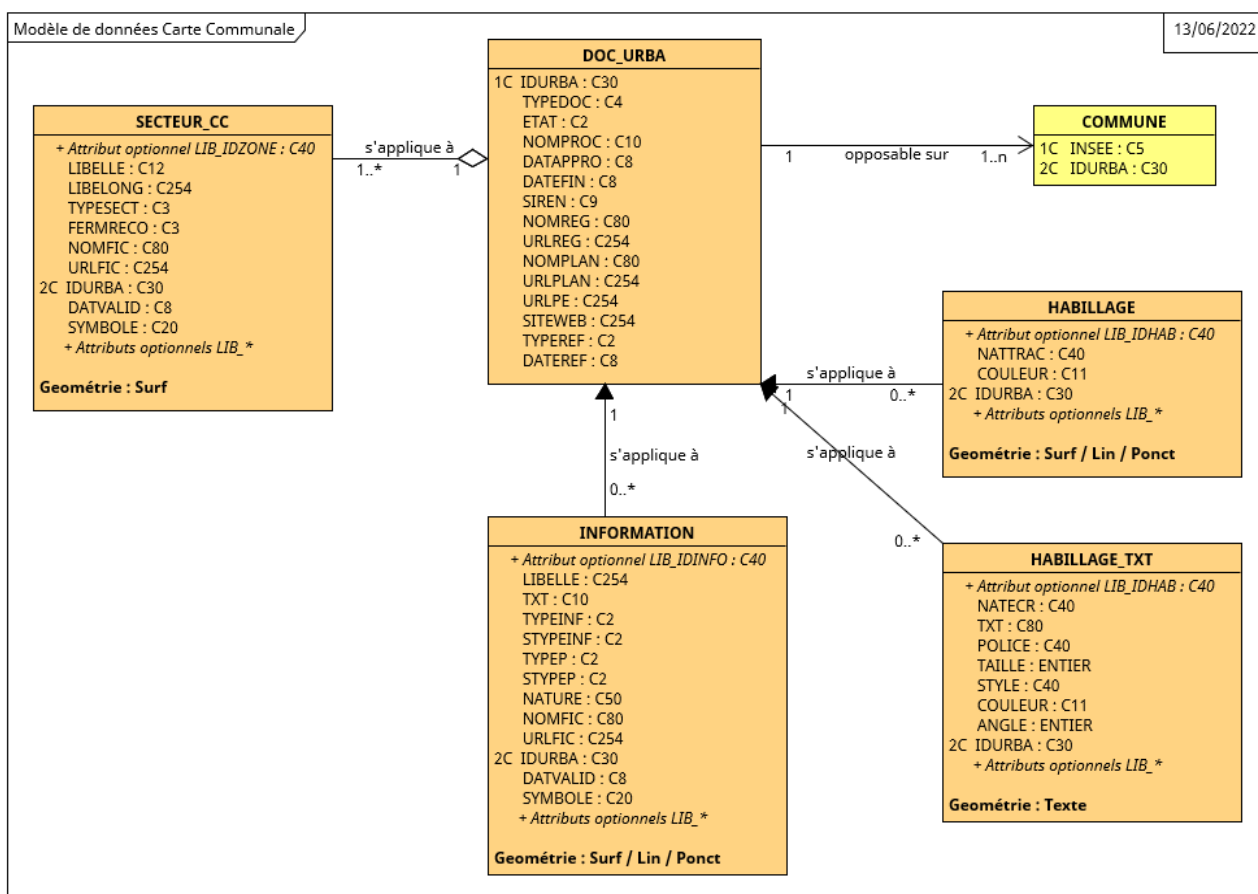 Modèle de données Carte Communale
13/06/2022
DOC_URBA
1C IDURBA : C30
TYPEDOC : C4
ETAT : C2
NOMPROC : C10
DATAPPRO : C8
DATEFIN : C8
SIREN : C9
NOMREG : C80
URLREG : C254
NOMPLAN : C80
URLPLAN : C254
URLPE : C254
SITEWEB : C254
TYPEREF : C2
DATEREF : C8
SECTEUR_CC
+ Attribut optionnel LIB_IDZONE : C40
LIBELLE : C12
LIBELONG : C254
TYPESECT : C3
FERMRECO : C3
NOMFIC : C80
URLFIC : C254
2C IDURBA : C30
DATVALID : C8
SYMBOLE : C20
+ Attributs optionnels LIB_*
Geométrie : Surf
s'applique à
1..*
1
1
opposable sur
1..n
COMMUNE
1C INSEE : C5
2C IDURBA : C30
HABILLAGE
+ Attribut optionnel LIB_IDHAB : C40
NATTRAC : C40
COULEUR : C11
2C IDURBA : C30
+ Attributs optionnels LIB_*
Geométrie : Surf / Lin / Ponct
s'applique à
1
0..*
1
s'applique à
0..*
1
s'applique à
0..*
INFORMATION
+ Attribut optionnel LIB_IDINFO : C40
LIBELLE : C254
TXT : C10
TYPEINF : C2
STYPEINF : C2
TYPEP : C2
STYPEP : C2
NATURE : C50
NOMFIC : C80
URLFIC : C254
2C IDURBA : C30
DATVALID : C8
SYMBOLE : C20
+ Attributs optionnels LIB_*
Geométrie : Surf / Lin / Ponct
HABILLAGE_TXT
+ Attribut optionnel LIB_IDHAB : C40
NATECR : C40
TXT : C80
POLICE : C40
TAILLE : ENTIER
STYLE : C40
COULEUR : C11
ANGLE : ENTIER
2C IDURBA : C30
+ Attributs optionnels LIB_*
Geométrie : Texte